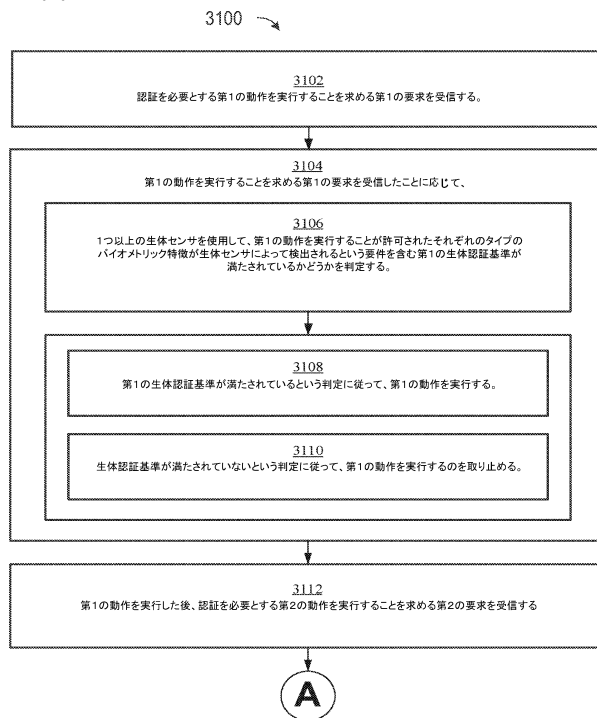 3100
3102
認証を必要とする第1の動作を実行することを求める第1の要求を受信する。
3104
第1の動作を実行することを求める第1の要求を受信したことに応じて、
3106
1つ以上の生体センサを使用して、第1の動作を実行することが許可されたそれぞれのタイプの
バイオメトリック特徴が生体センサによって検出されるという要件を含む第1の生体認証基準が
満たされているかどうかを判定する。
3108
第1の生体認証基準が満たされているという判定に従って、第1の動作を実行する。
3110
生体認証基準が満たされていないという判定に従って、第1の動作を実行するのを取り止める。
3112
第1の動作を実行した後、認証を必要とする第2の動作を実行することを求める第2の要求を受信する
A